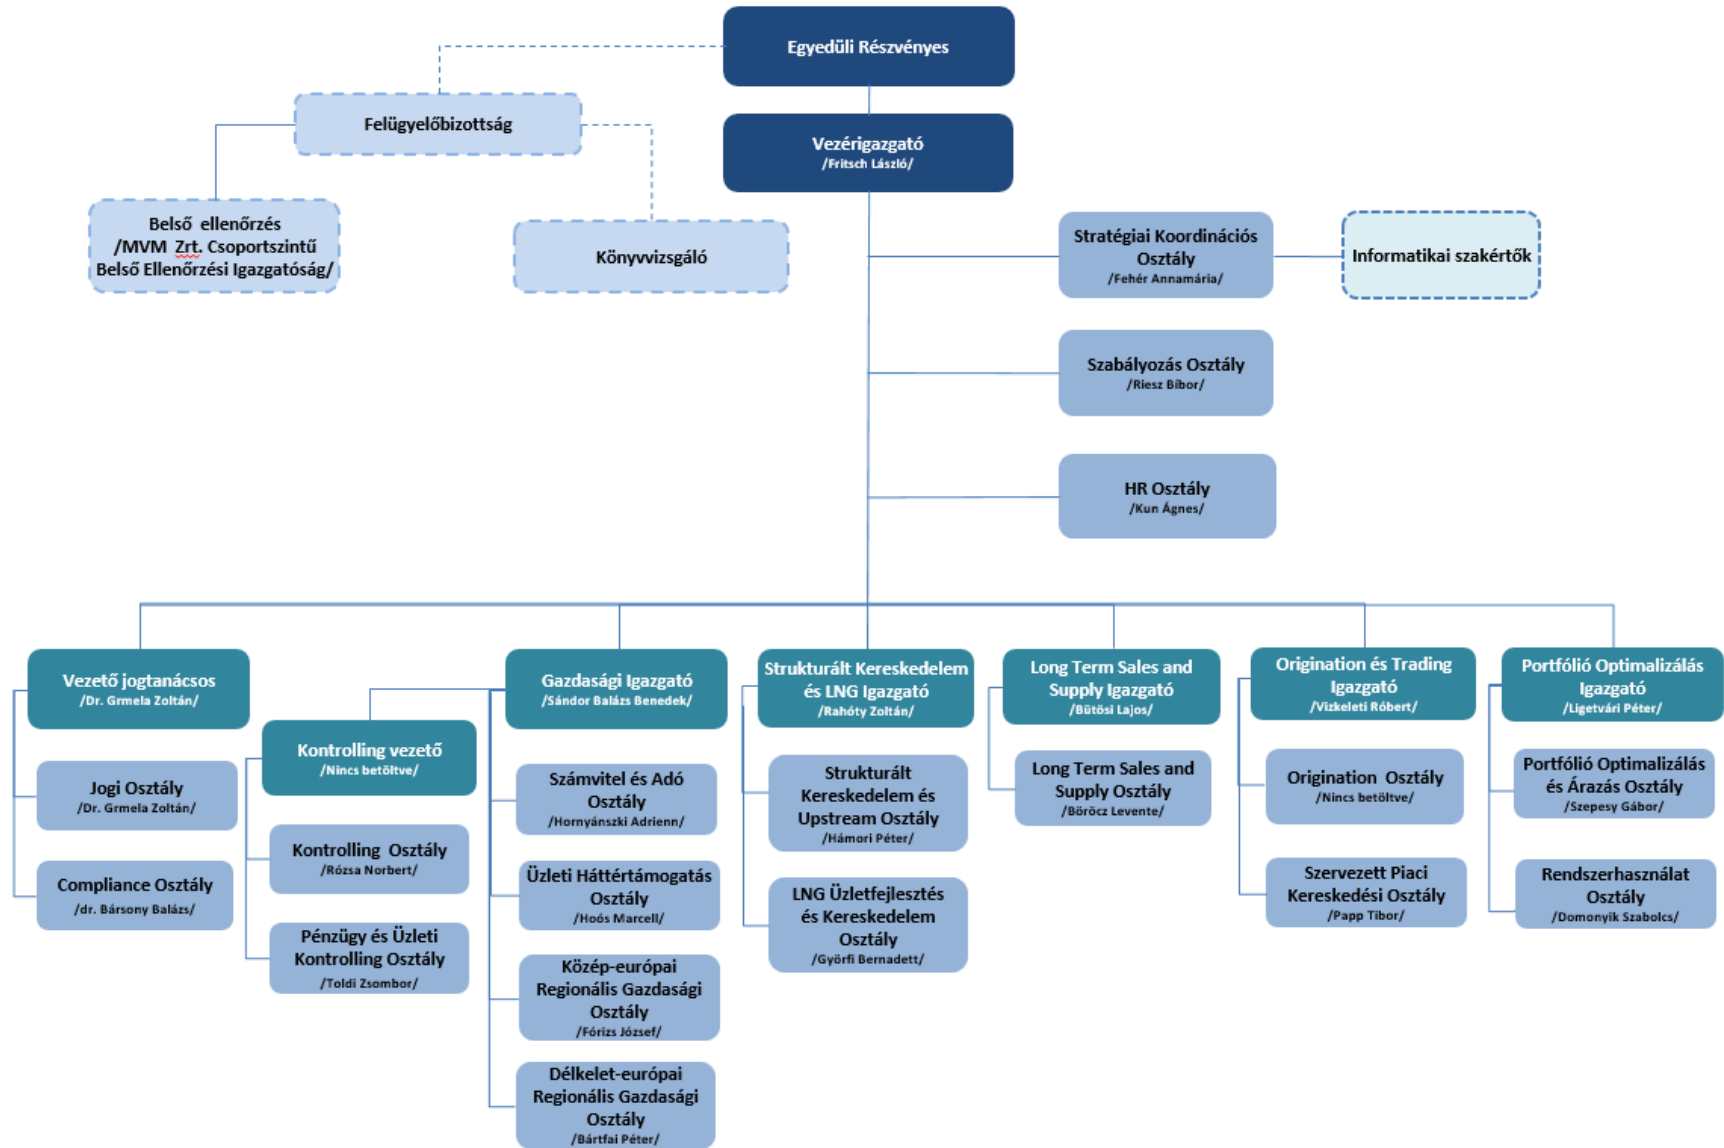 Egyedüli Részvényes
Felügyelőbizottság
Vezérigazgató
/Fritsch László/
Belső ellenőrzés
/MVM Zrt. Csoportszintű
Belső Ellenőrzési Igazgatóság/
Könyvvizsgáló
Stratégiai Koordinációs
Osztály
/Fehér Annamária/
Informatikai szakértők
Szabályozás Osztály
/Riesz Bíbor/
HR Osztály
/Kun Ágnes/
Vezető jogtanácsos
/Dr. Grmela Zoltán/
Jogi Osztály
/Dr. Grmela Zoltán/
Compliance Osztály
/dr. Bársony Balázs/
Kontrolling vezető
/Nincs betöltve/
Kontrolling Osztály
/Rózsa Norbert/
Pénzügy és Üzleti
Kontrolling Osztály
/Toldi Zsombor/
Gazdasági Igazgató
/Sándor Balázs Benedek/
Számvitel és Adó
Osztály
/Hornyánszki Adrienn/
Üzleti Háttértámogatás
Osztály
/Hoós Marcell/
Közép-európai
Regionális Gazdasági
Osztály
/Fórizs József/
Délkelet-európai
Regionális Gazdasági
Osztály
/Bártfai Péter/
Strukturált Kereskedelem
és LNG Igazgató
/Rahóty Zoltán/
Strukturált
Kereskedelem és
Upstream Osztály
/Hámori Péter/
LNG Üzletfejlesztés
és Kereskedelem
Osztály
/Györfi Bernadett/
Long Term Sales and
Supply Igazgató
/Bütösi Lajos/
Long Term Sales and
Supply Osztály
/Böröcz Levente/
Origination és Trading
Igazgató
/Vizkeleti Róbert/
Origination Osztály
/Nincs betöltve/
Szervezett Piaci
Kereskedési Osztály
/Papp Tibor/
Portfólió Optimalizálás
Igazgató
/Ligetvári Péter/
Portfólió Optimalizálás
és Árazás Osztály
/Szepesy Gábor/
Rendszerhasználat
Osztály
/Domonyik Szabolcs/